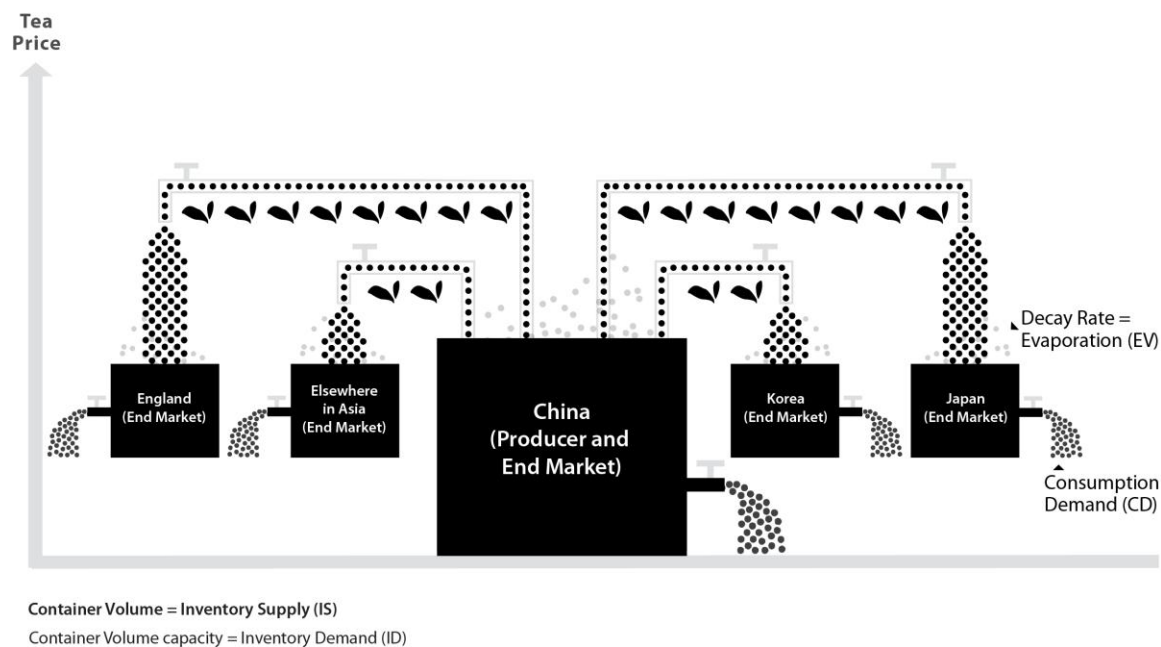 Tea
Price
England
(End Market)
Elsewhere
in Asia
(End Market)
China
(Producer and
End Market)
Korea
(End Market)
Japan
(End Market)
Decay Rate =
Evaporation (EV)
Consumption
Demand (CD)
Container Volume = Inventory Supply (IS)
Container Volume capacity = Inventory Demand (ID)